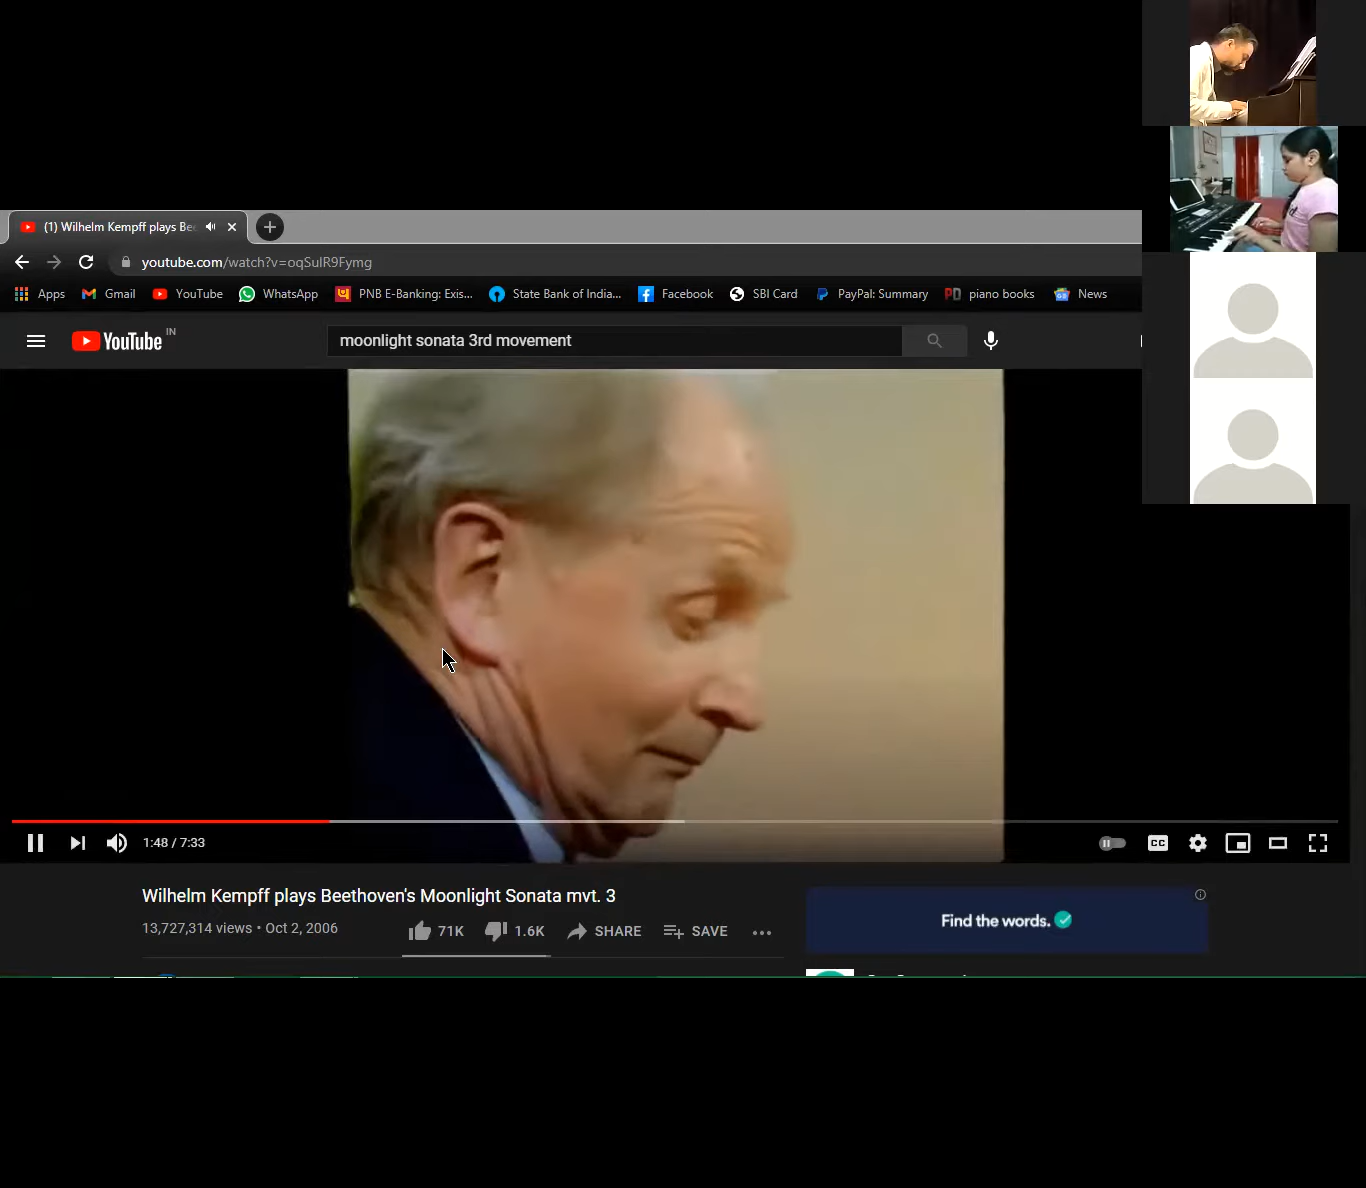 (1) Wilhelm Kempff plays Be
youtube.com/watch?v=oqSuIR9Fymg
Apps Gmail YouTube WhatsApp PNB E-Banking: Exis... State Bank of India... Facebook SBI Card PayPal: Summary PD piano books News
YouTube IN
moonlight sonata 3rd movement
1:48 / 7:33 CC
Wilhelm Kempff plays Beethoven's Moonlight Sonata mvt. 3
13,727,314 views • Oct 2, 2006
71K 1.6K SHARE SAVE
Find the words.